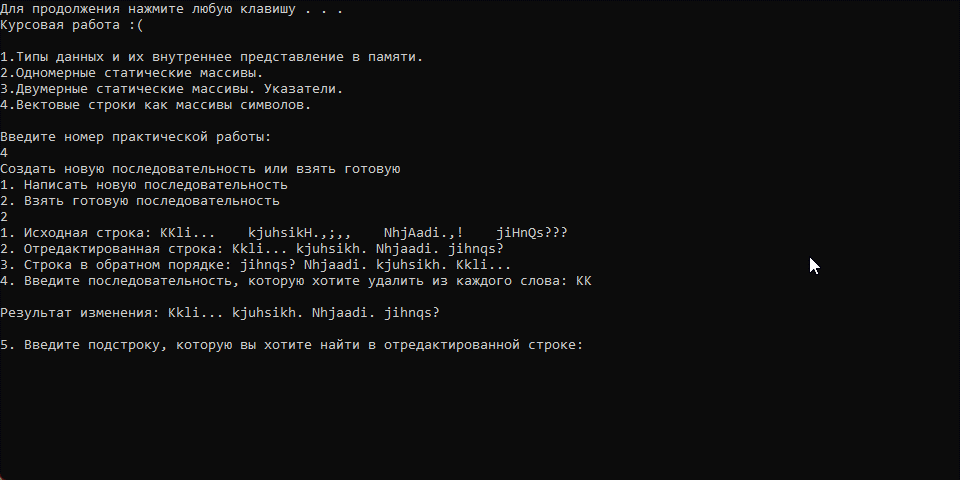 Для продолжения нажмите любую клавишу . . .
Курсовая работа :(
1.Типы данных и их внутреннее представление в памяти.
2.Одномерные статические массивы.
3.Двумерные статические массивы. Указатели.
4.Вектовые строки как массивы символов.
Введите номер практической работы:
4
Создать новую последовательность или взять готовую
1. Написать новую последовательность
2. Взять готовую последовательность
2
1. Исходная строка: KKli...    kjuhsikH.,;,,    NhjAadi.,!    jiHnQs???
2. Отредактированная строка: Kkli... kjuhsikh. Nhjaadi. jihnqs?
3. Строка в обратном порядке: jihnqs? Nhjaadi. kjuhsikh. Kkli...
4. Введите последовательность, которую хотите удалить из каждого слова: KK
Результат изменения: Kkli... kjuhsikh. Nhjaadi. jihnqs?
5. Введите подстроку, которую вы хотите найти в отредактированной строке: